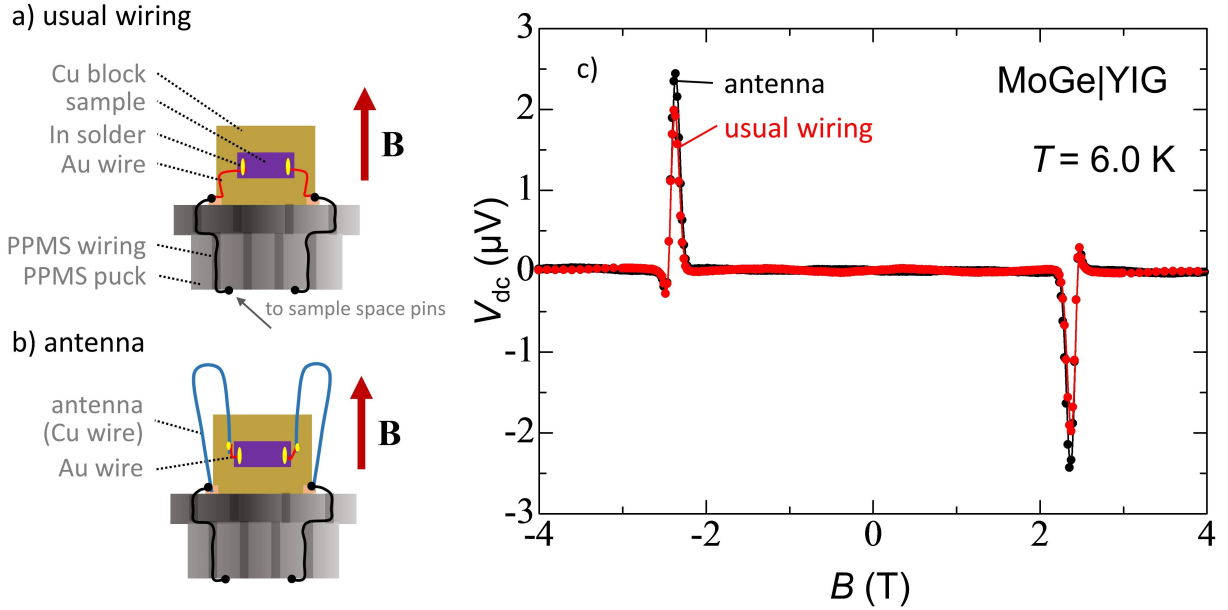 a) usual wiring
Cu block
sample
In solder
Au wire
B
PPMS wiring
PPMS puck
to sample space pins
b) antenna
antenna
(Cu wire)
Au wire
B
c)
antenna
usual wiring
MoGe|YIG
T = 6.0 K
3
2
1
0
-1
-2
-3
Vdc (μV)
-4
-2
0
2
4
B (T)